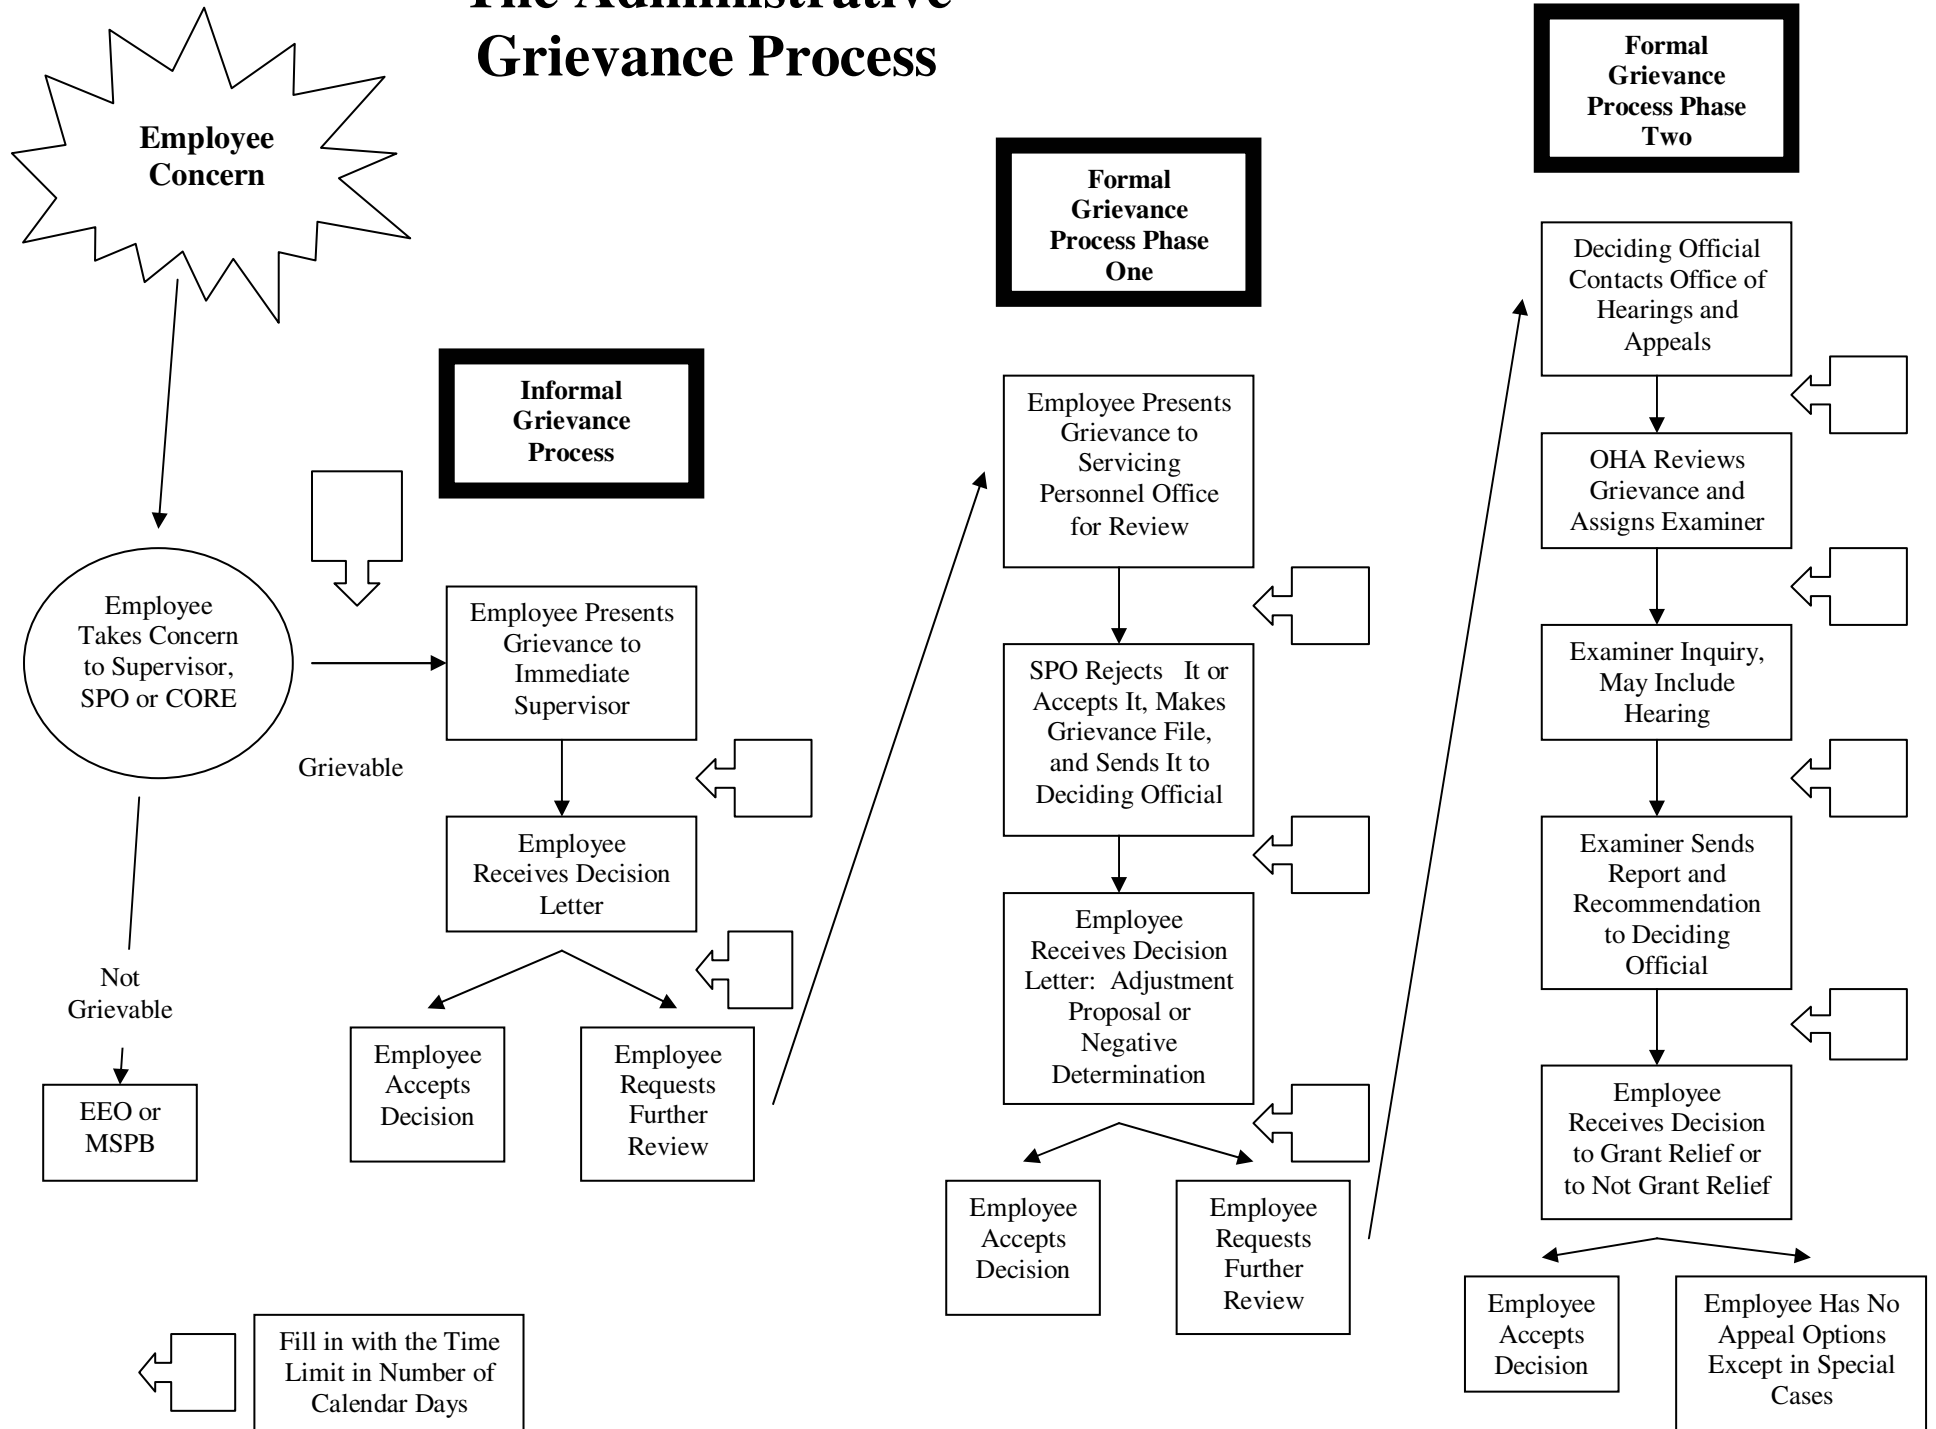 The Administrative
Grievance Process
Employee
Concern
Employee
Takes Concern
to Supervisor,
SPO or CORE
Not
Grievable
EEO or
MSPB
Grievable
Informal
Grievance
Process
Employee Presents
Grievance to
Immediate
Supervisor
Employee
Receives Decision
Letter
Employee
Accepts
Decision
Employee
Requests
Further
Review
Formal
Grievance
Process Phase
One
Employee Presents
Grievance to
Servicing
Personnel Office
for Review
SPO Rejects It or
Accepts It, Makes
Grievance File,
and Sends It to
Deciding Official
Employee
Receives Decision
Letter: Adjustment
Proposal or
Negative
Determination
Employee
Accepts
Decision
Employee
Requests
Further
Review
Formal
Grievance
Process Phase
Two
Deciding Official
Contacts Office of
Hearings and
Appeals
OHA Reviews
Grievance and
Assigns Examiner
Examiner Inquiry,
May Include
Hearing
Examiner Sends
Report and
Recommendation
to Deciding
Official
Employee
Receives Decision
to Grant Relief or
to Not Grant Relief
Employee
Accepts
Decision
Employee Has No
Appeal Options
Except in Special
Cases
Fill in with the Time
Limit in Number of
Calendar Days